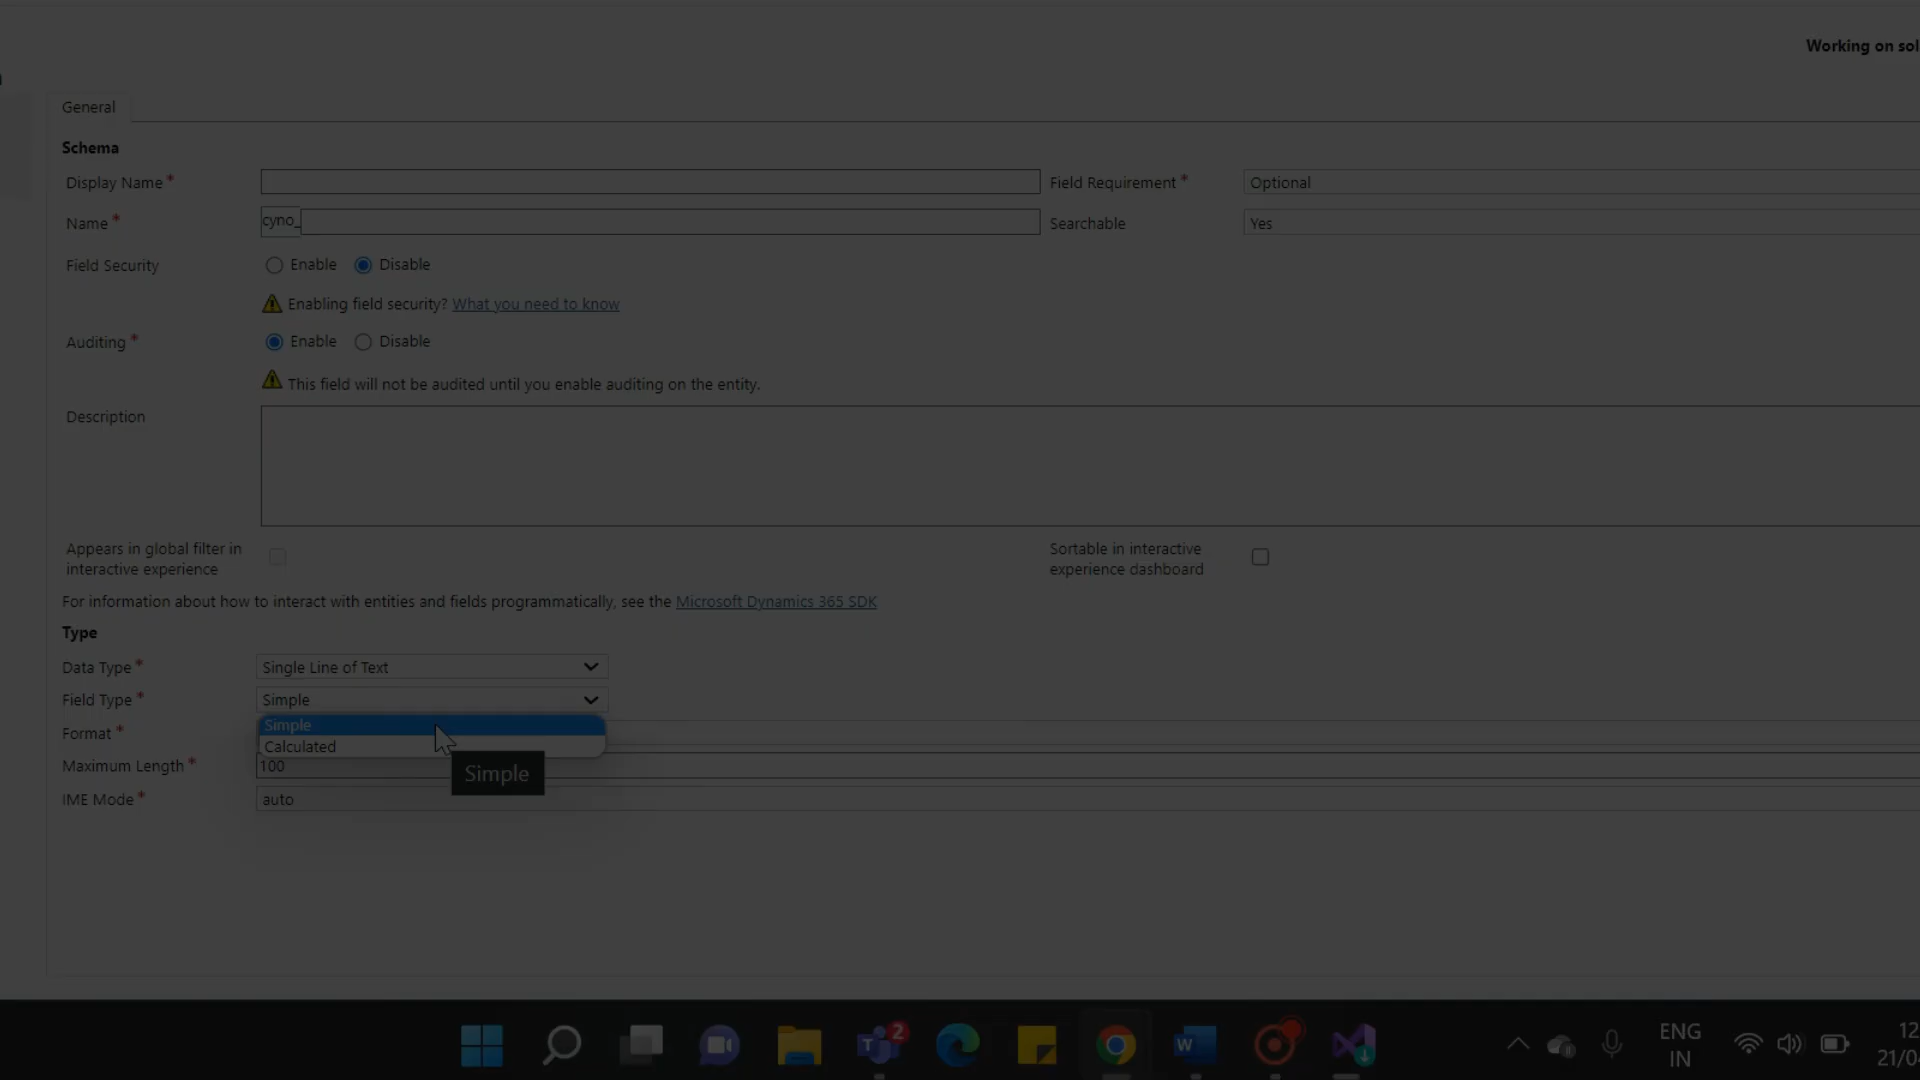 Working on sol
General
Schema
Display Name *
Field Requirement *
Optional
Name *
cyno_
Searchable
Yes
Field Security
Enable
Disable
Enabling field security? What you need to know
Auditing *
Enable
Disable
This field will not be audited until you enable auditing on the entity.
Description
Appears in global filter in
interactive experience
Sortable in interactive
experience dashboard
For information about how to interact with entities and fields programmatically, see the Microsoft Dynamics 365 SDK
Type
Data Type *
Single Line of Text
Field Type *
Simple
Simple
Format *
Calculated
Maximum Length *
100
Simple
IME Mode *
auto
2
T
W
ENG
IN
12
21/0